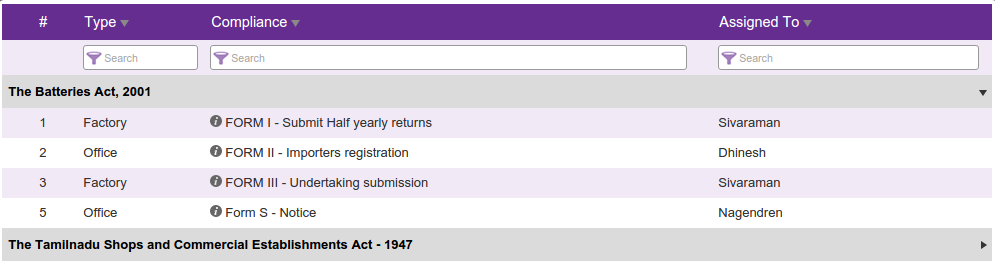 # Type Compliance Assigned To
Search Search Search
The Batteries Act, 2001
1 Factory FORM I - Submit Half yearly returns Sivaraman
2 Office FORM II - Importers registration Dhinesh
3 Factory FORM III - Undertaking submission Sivaraman
5 Office Form S - Notice Nagendren
The Tamilnadu Shops and Commercial Establishments Act - 1947